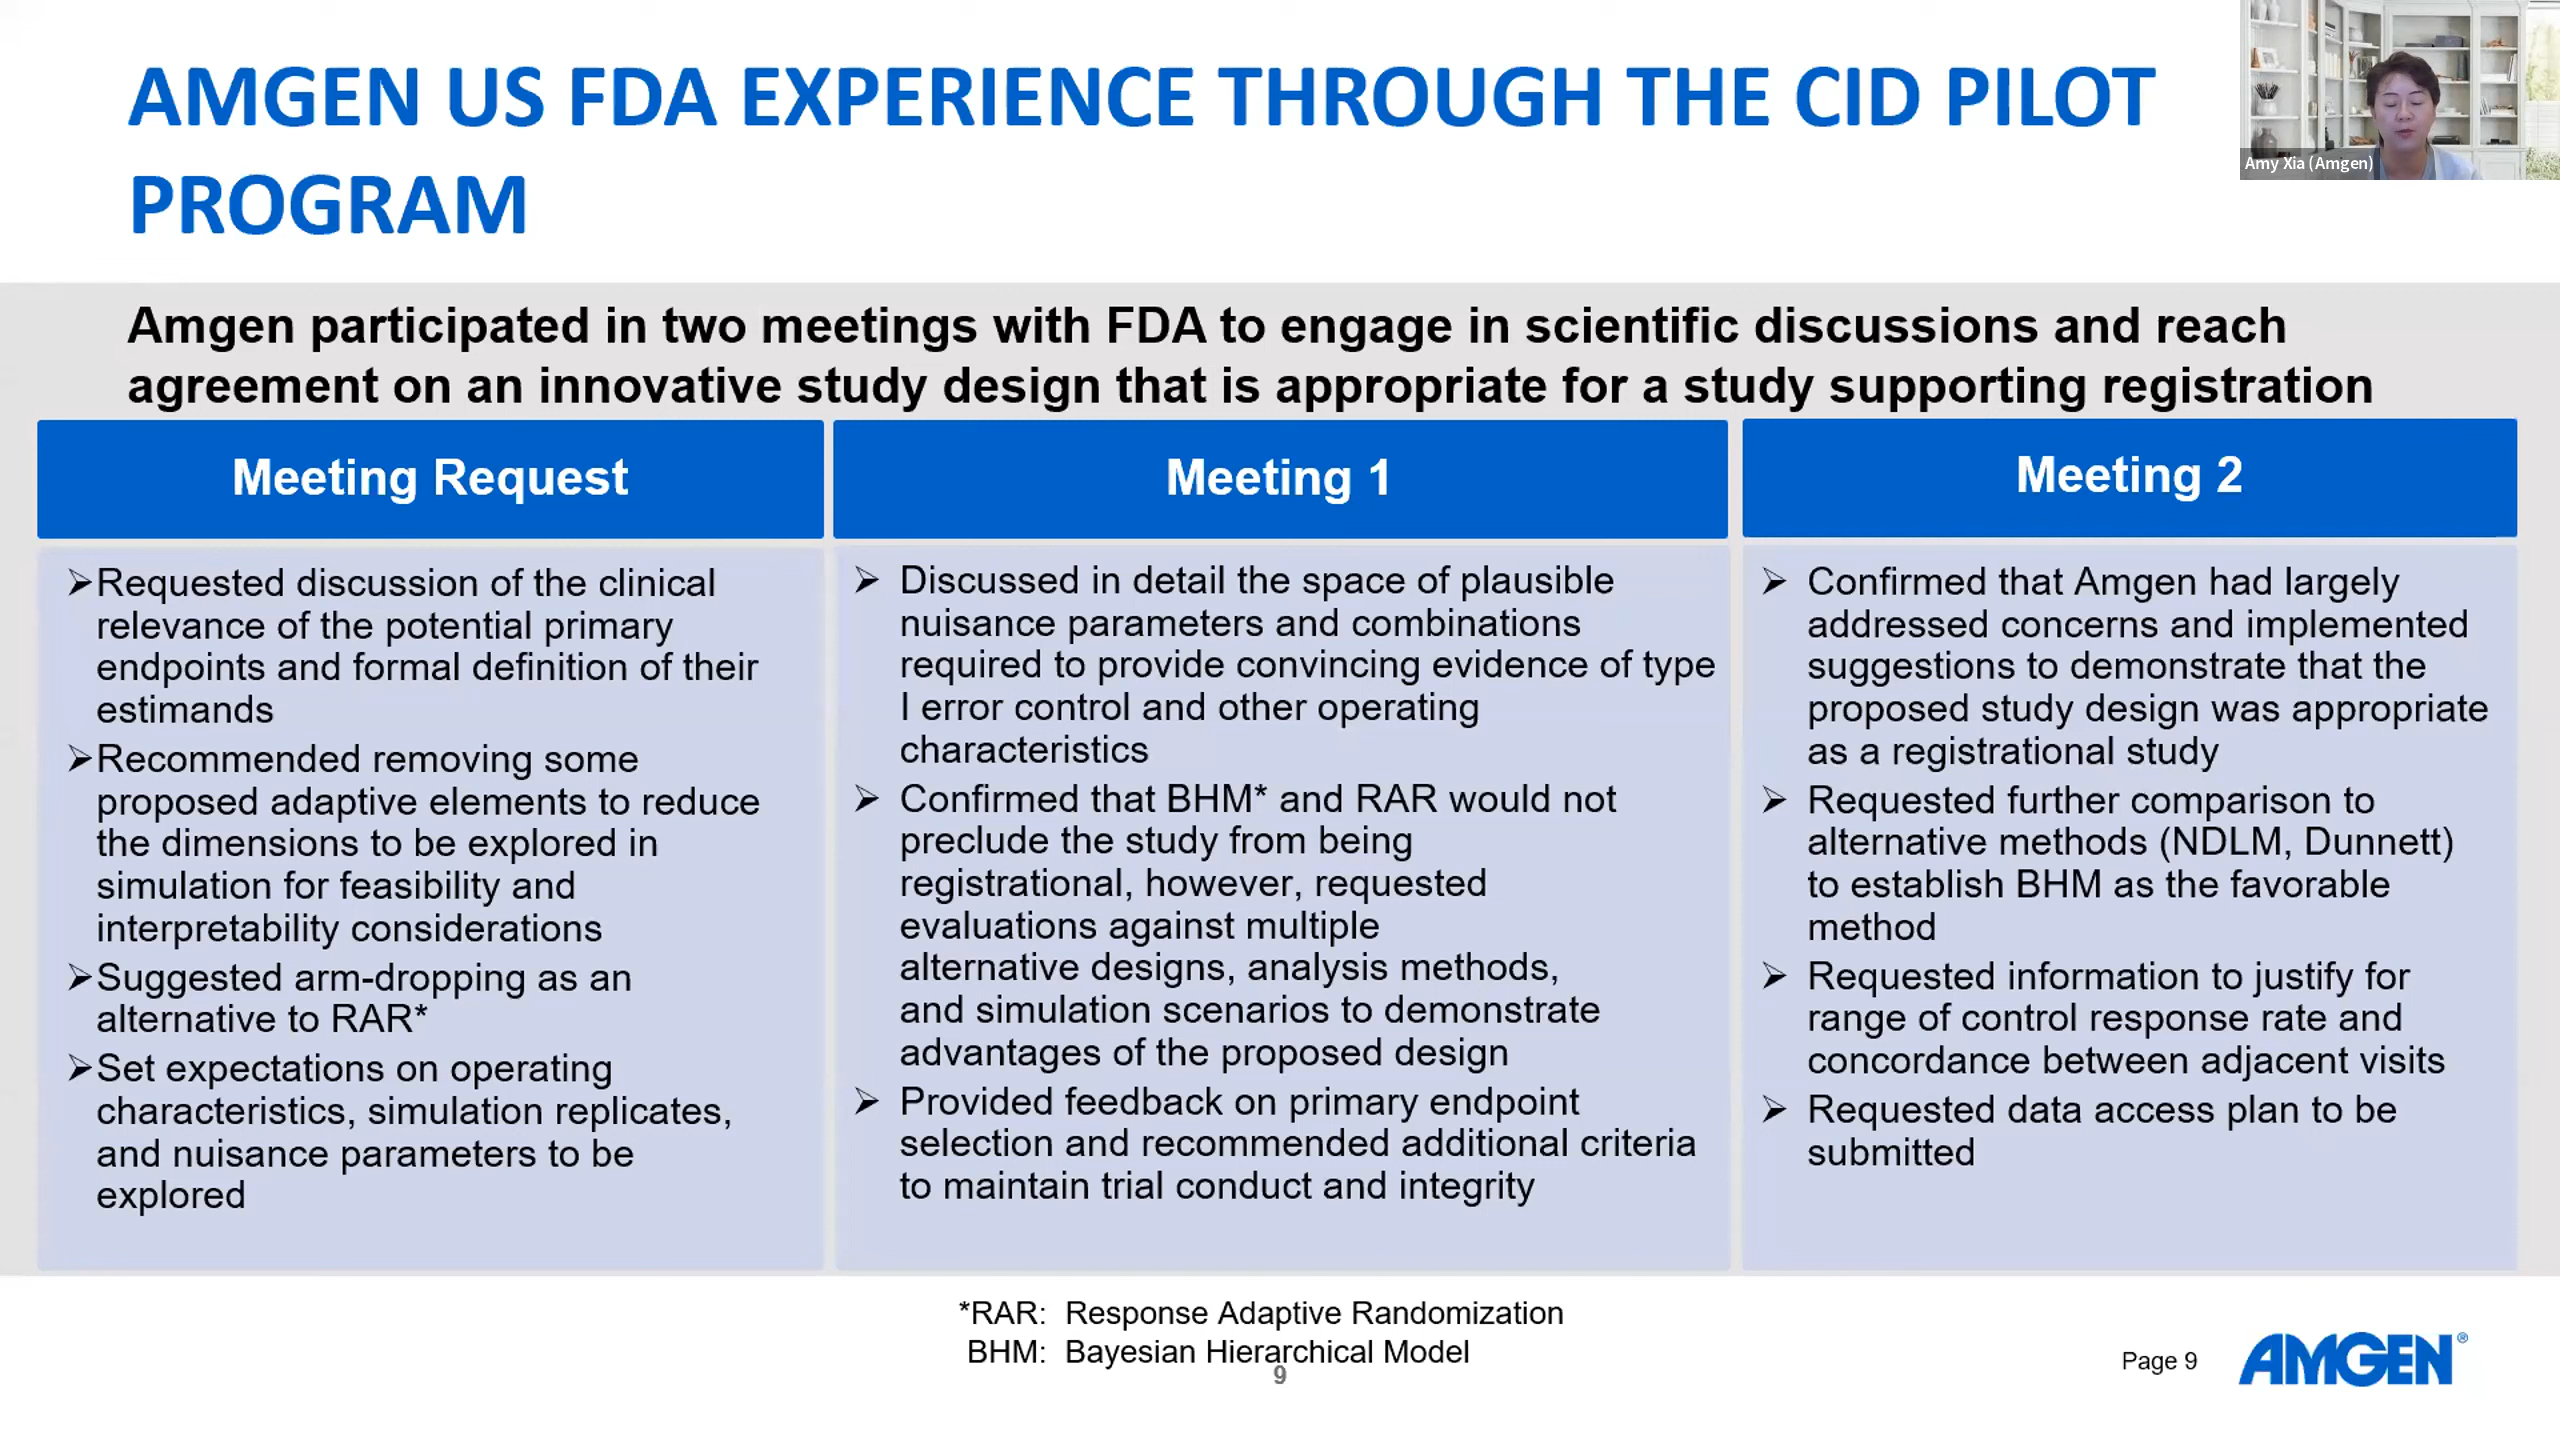 AMGEN US FDA EXPERIENCE THROUGH THE CID PILOT
PROGRAM
Amy Xia (Amgen)
Amgen participated in two meetings with FDA to engage in scientific discussions and reach
agreement on an innovative study design that is appropriate for a study supporting registration
Meeting Request
➢Requested discussion of the clinical
relevance of the potential primary
endpoints and formal definition of their
estimands
➢Recommended removing some
proposed adaptive elements to reduce
the dimensions to be explored in
simulation for feasibility and
interpretability considerations
➢Suggested arm-dropping as an
alternative to RAR*
➢Set expectations on operating
characteristics, simulation replicates,
and nuisance parameters to be
explored
Meeting 1
➢ Discussed in detail the space of plausible
nuisance parameters and combinations
required to provide convincing evidence of type
I error control and other operating
characteristics
➢ Confirmed that BHM* and RAR would not
preclude the study from being
registrational, however, requested
evaluations against multiple
alternative designs, analysis methods,
and simulation scenarios to demonstrate
advantages of the proposed design
➢ Provided feedback on primary endpoint
selection and recommended additional criteria
to maintain trial conduct and integrity
Meeting 2
➢ Confirmed that Amgen had largely
addressed concerns and implemented
suggestions to demonstrate that the
proposed study design was appropriate
as a registrational study
➢ Requested further comparison to
alternative methods (NDLM, Dunnett)
to establish BHM as the favorable
method
➢ Requested information to justify for
range of control response rate and
concordance between adjacent visits
➢ Requested data access plan to be
submitted
*RAR: Response Adaptive Randomization
BHM: Bayesian Hierarchical Model
9
Page 9
AMGEN®